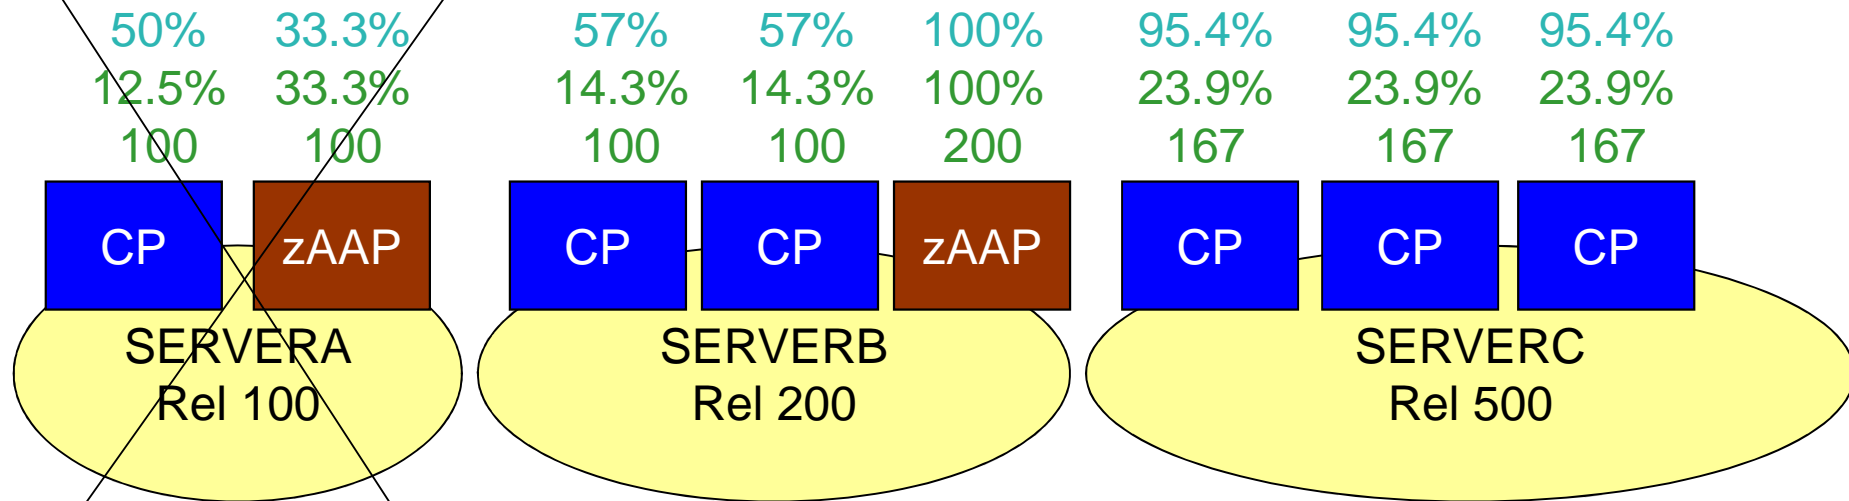 50% 33.3% 57% 57% 100% 95.4% 95.4% 95.4%
12.5% 33.3% 14.3% 14.3% 100% 23.9% 23.9% 23.9%
100 100 100 100 200 167 167 167
CP zAAP CP CP zAAP CP CP CP
SERVERA SERVERB SERVERC
Rel 100 Rel 200 Rel 500